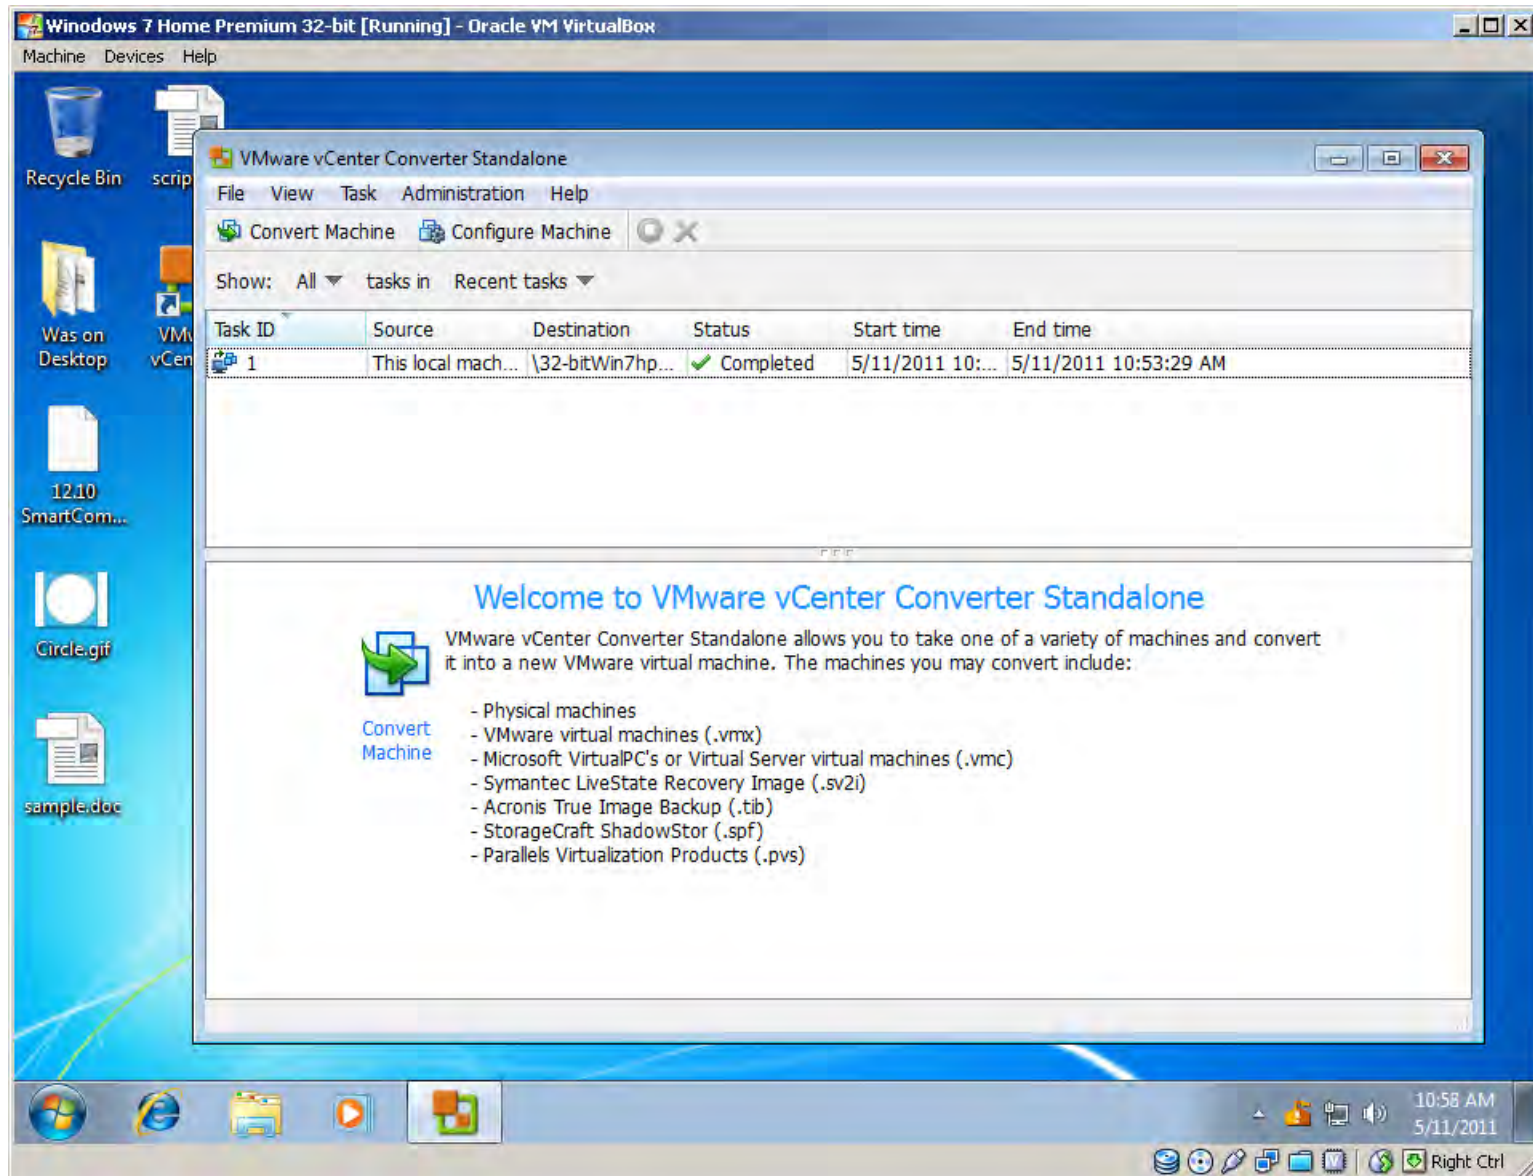 Winodows 7 Home Premium 32-bit [Running] - Oracle VM VirtualBox
Machine Devices Help
Recycle Bin
scrip
VMware vCenter Converter Standalone
File View Task Administration Help
Convert Machine Configure Machine
Show: All tasks in Recent tasks
Task ID Source Destination Status Start time End time
1 This local mach... \32-bitWin7hp... Completed 5/11/2011 10:... 5/11/2011 10:53:29 AM
Was on
Desktop
VMw
vCen
12.10
SmartCom...
Circle.gif
sample.doc
Welcome to VMware vCenter Converter Standalone
VMware vCenter Converter Standalone allows you to take one of a variety of machines and convert
it into a new VMware virtual machine. The machines you may convert include:
Convert
Machine
- Physical machines
- VMware virtual machines (.vmx)
- Microsoft VirtualPC's or Virtual Server virtual machines (.vmc)
- Symantec LiveState Recovery Image (.sv2i)
- Acronis True Image Backup (.tib)
- StorageCraft ShadowStor (.spf)
- Parallels Virtualization Products (.pvs)
10:58 AM
5/11/2011
Right Ctrl